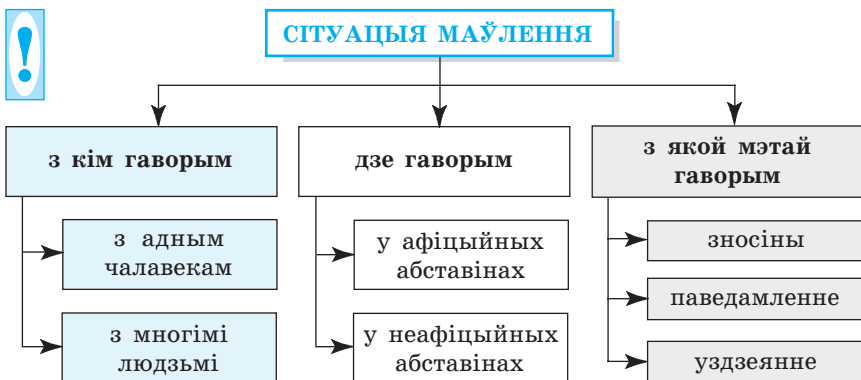 !
СІТУАЦЫЯ МАЎЛЕННЯ
з кім гаворым
з адным
чалавекам
з многімі
людзьмі
дзе гаворым
у афіцыйных
абставінах
у неафіцыйных
абставінах
з якой мэтай
гаворым
зносіны
паведамленне
уздзеянне